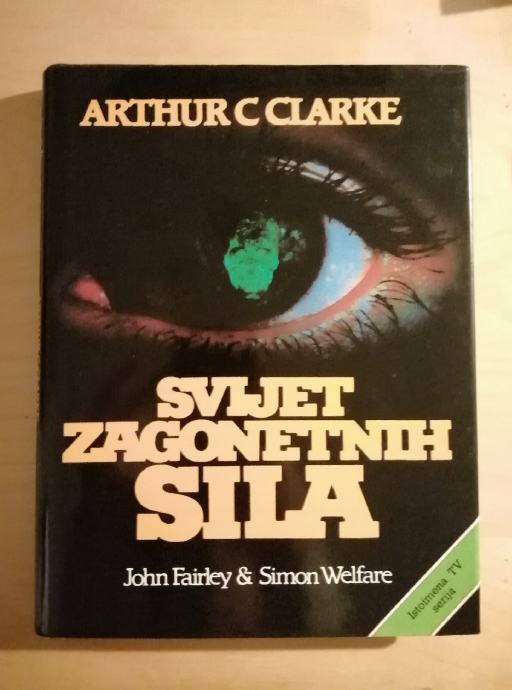 ARTHUR C CLARKE
SVIJET
ZAGONETNIH
SILA
John Fairley & Simon Welfare
Istoimena TV
serija